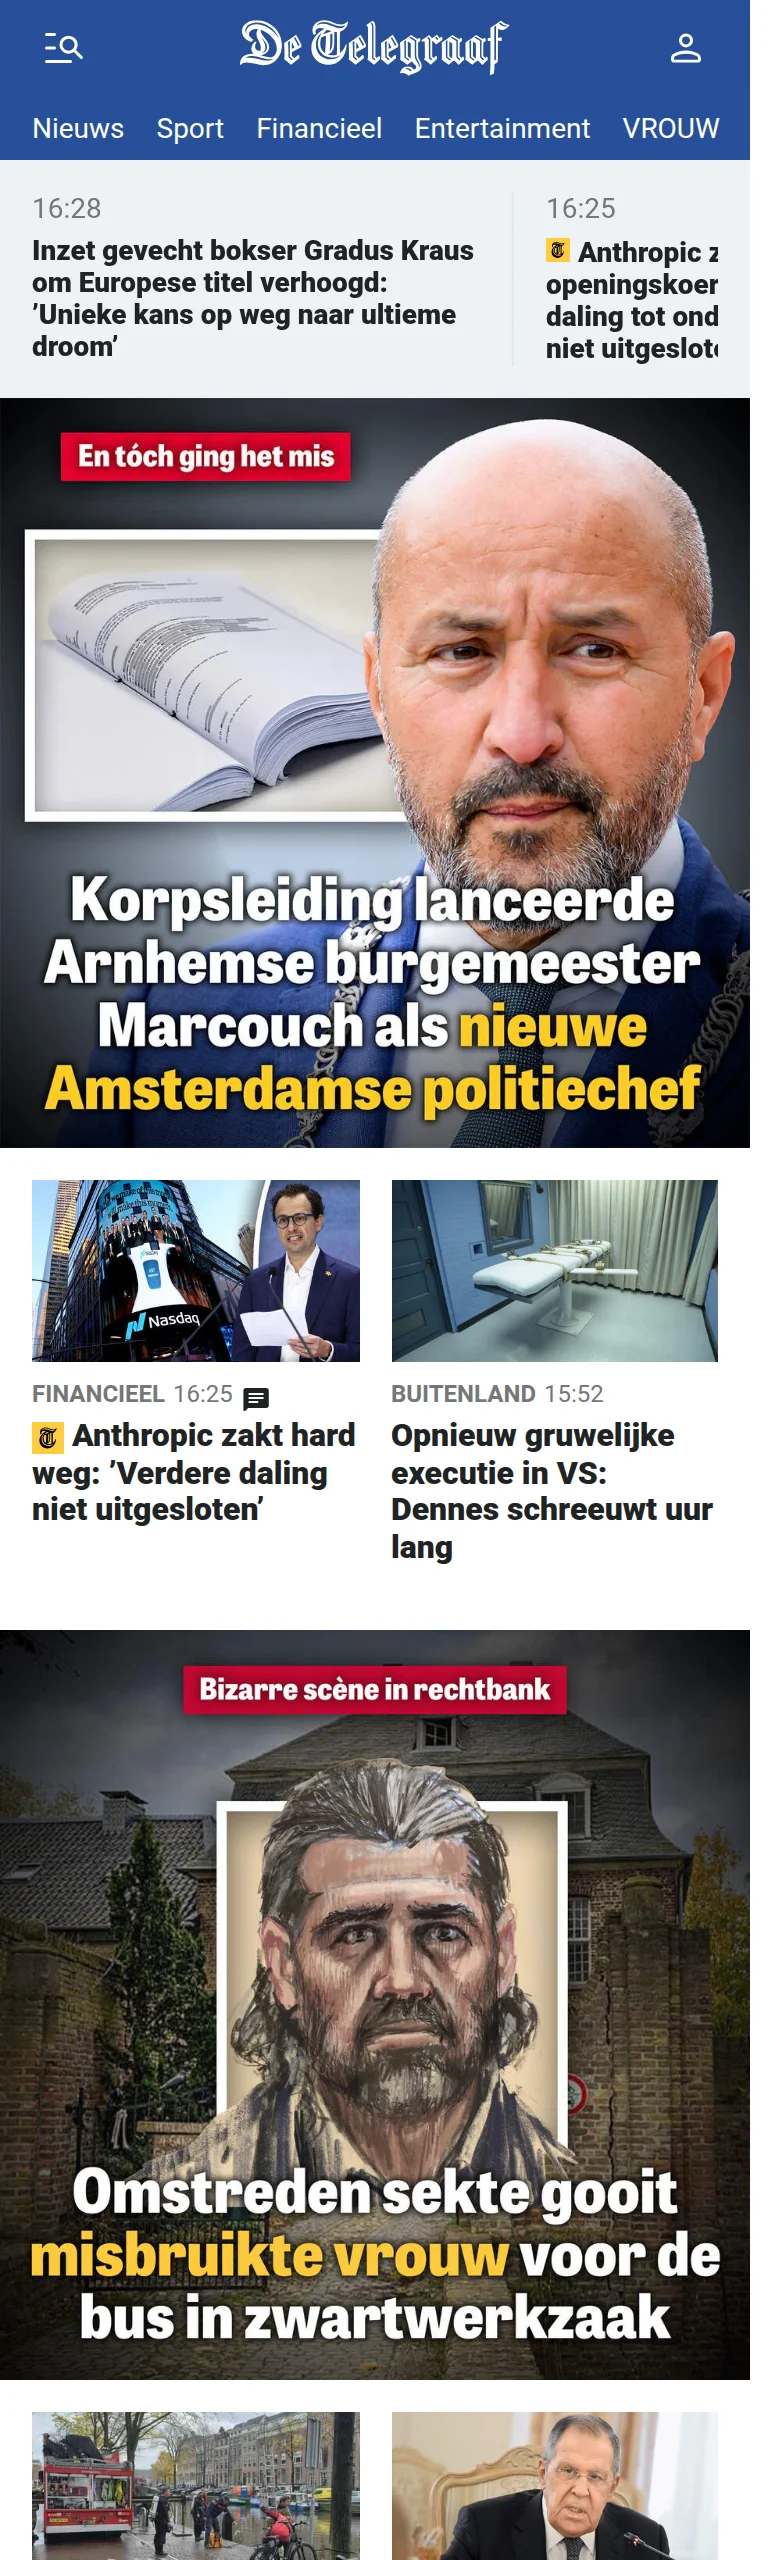 De Telegraaf
Nieuws Sport Financieel Entertainment VROUW
16:28
Inzet gevecht bokser Gradus Kraus
om Europese titel verhoogd:
’Unieke kans op weg naar ultieme
droom’
16:25
Anthropic z
openingskoer
daling tot ond
niet uitgeslote
En tóch ging het mis
Korpsleiding lanceerde
Arnhemse burgemeester
Marcouch als nieuwe
Amsterdamse politiechef
Nasdaq
FINANCIEEL 16:25
Anthropic zakt hard
weg: ’Verdere daling
niet uitgesloten’
BUITENLAND 15:52
Opnieuw gruwelijke
executie in VS:
Dennes schreeuwt uur
lang
Bizarre scène in rechtbank
Omstreden sekte gooit
misbruikte vrouw voor de
bus in zwartwerkzaak